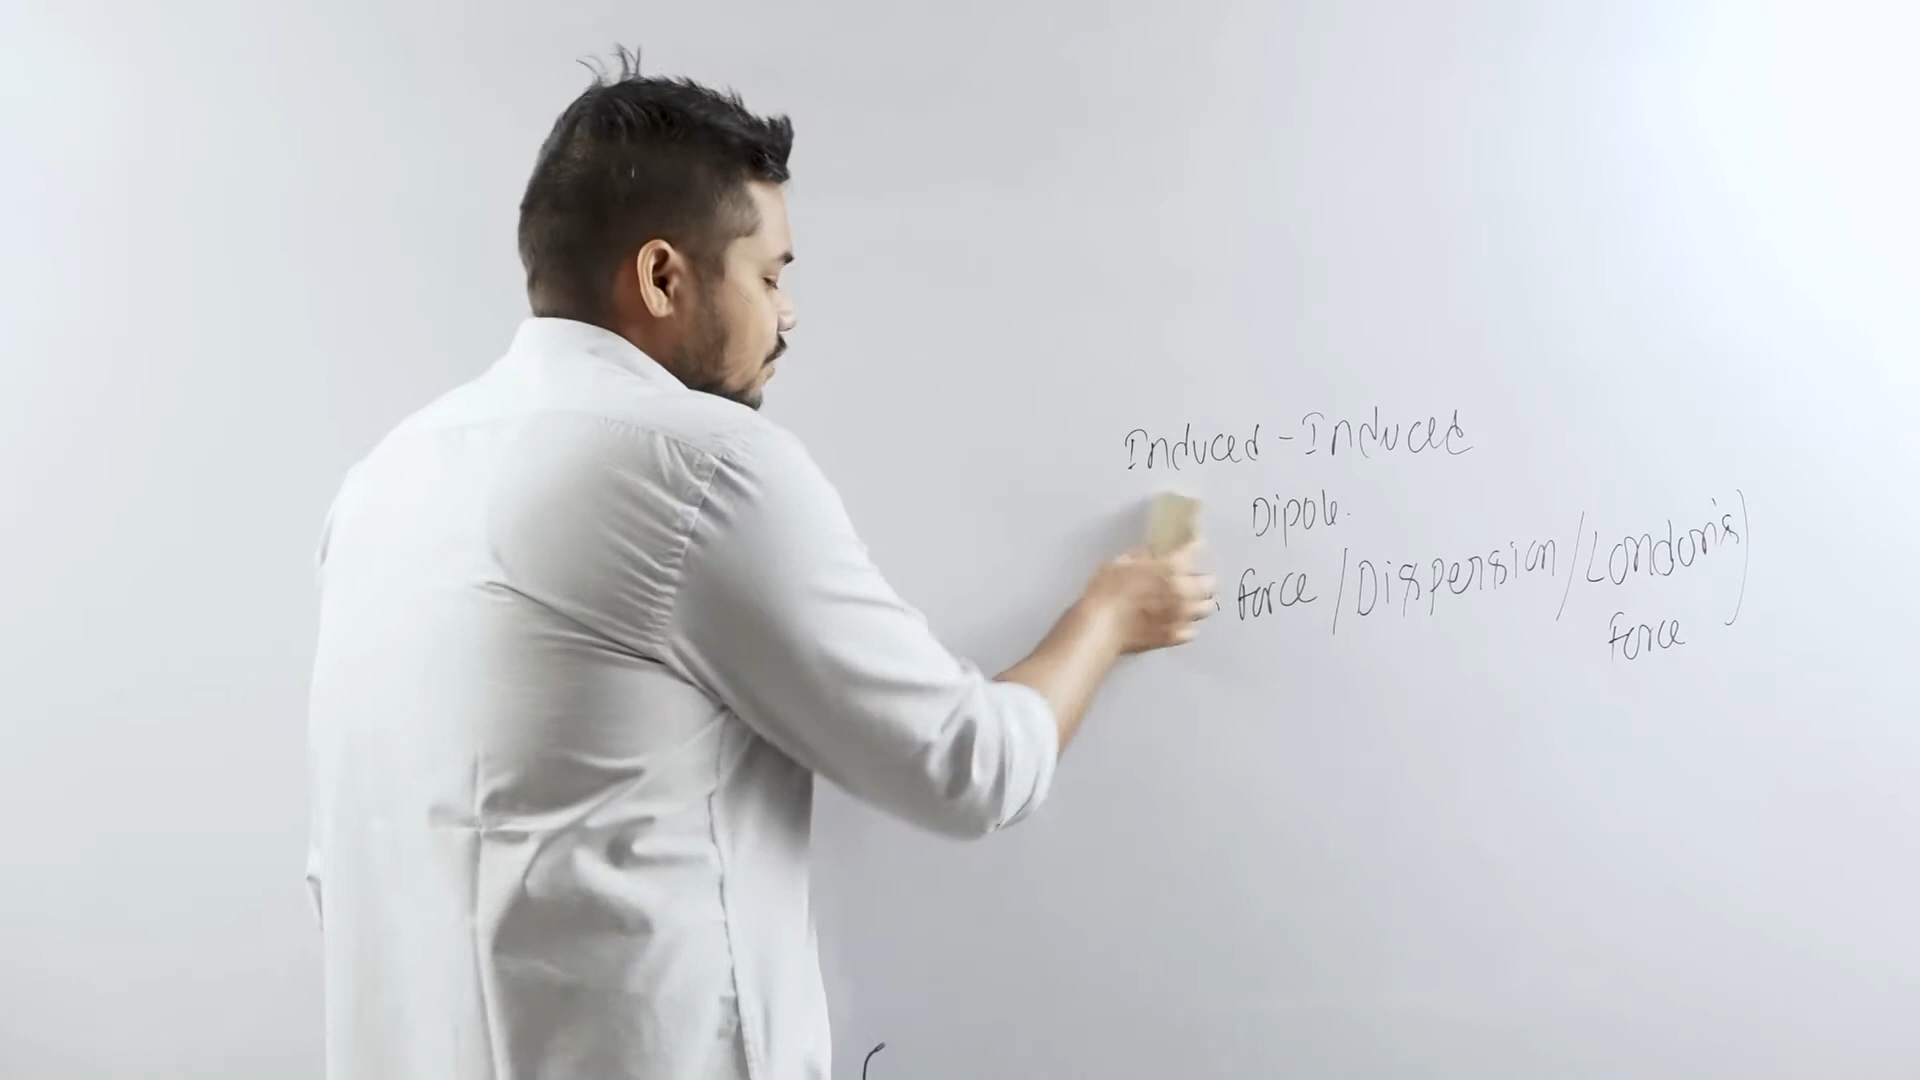 Induced - Induced
Dipole.
Force / Dispersion / London's)
Force